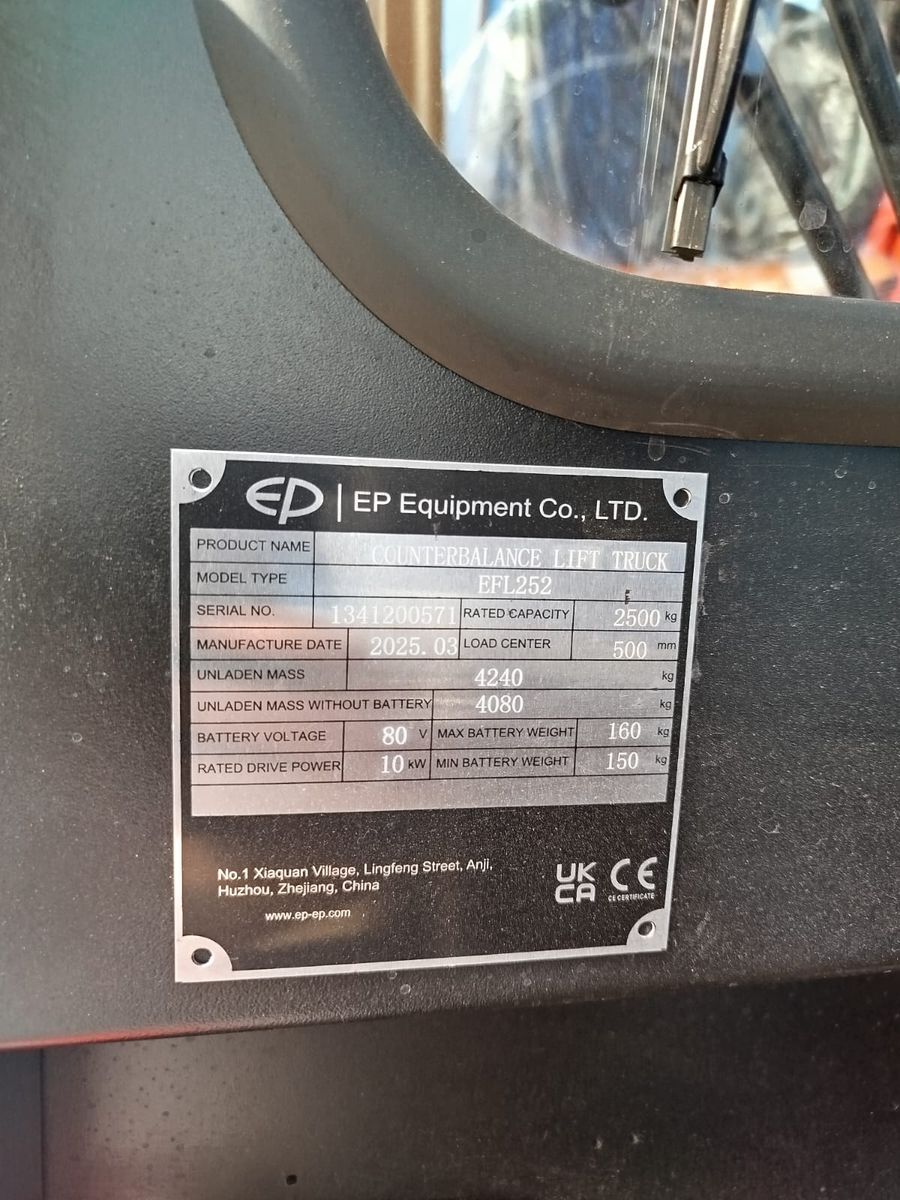 EP | EP Equipment Co., LTD.
PRODUCT NAME COUNTERBALANCE LIFT TRUCK
MODEL TYPE EFL252
SERIAL NO. 1341200571 RATED CAPACITY 2500 kg
MANUFACTURE DATE 2025.03 LOAD CENTER 500 mm
UNLADEN MASS 4240 kg
UNLADEN MASS WITHOUT BATTERY 4080 kg
BATTERY VOLTAGE 80 V MAX BATTERY WEIGHT 160 kg
RATED DRIVE POWER 10 kW MIN BATTERY WEIGHT 150 kg
No.1 Xiaquan Village, Lingfeng Street, Anji,
Huzhou, Zhejiang, China
www.ep-ep.com
UK
CA
CE
CE CERTIFICATE